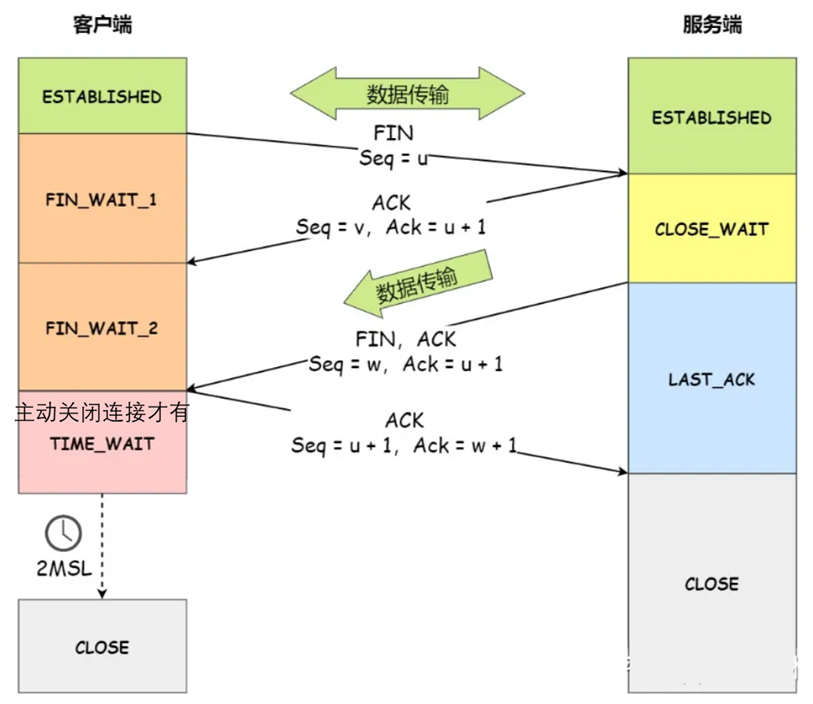 客户端
服务端
ESTABLISHED
数据传输
ESTABLISHED
FIN
Seq = u
FIN_WAIT_1
ACK
Seq = v, Ack = u + 1
CLOSE_WAIT
数据传输
FIN_WAIT_2
FIN, ACK
Seq = w, Ack = u + 1
LAST_ACK
主动关闭连接才有
TIME_WAIT
ACK
Seq = u + 1, Ack = w + 1
2MSL
CLOSE
CLOSE